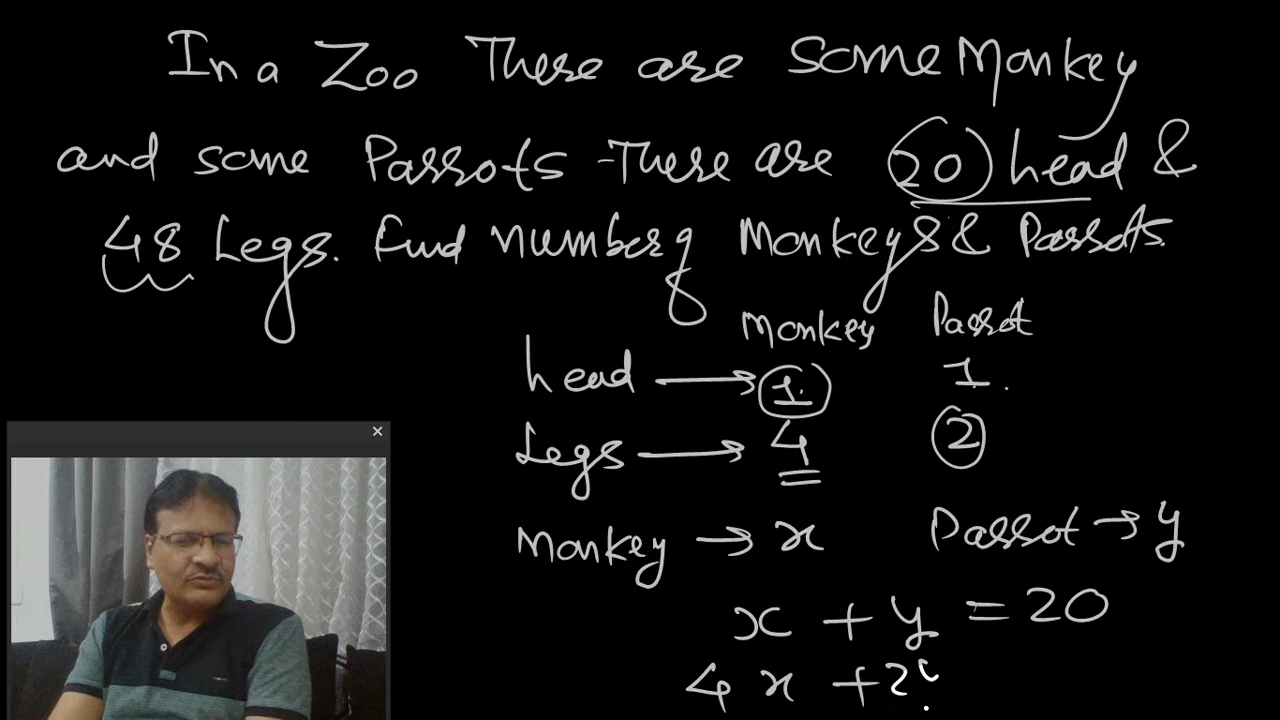 In a Zoo There are some Monkey
and some Parrots There are 20 head &
48 Legs. Find number of Monkeys & Parrots.
Monkey Parrot
head → 1. 1.
Legs → 4 2
Monkey → x Parrot → y
x + y = 20
4x + 2y